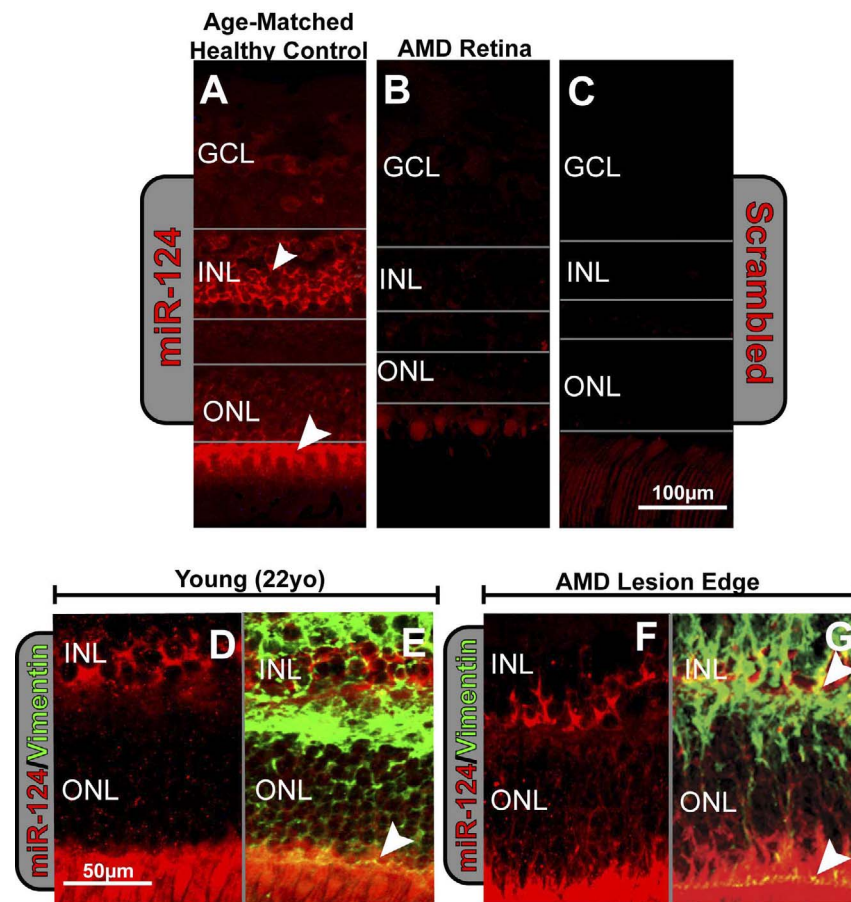 Age-Matched
Healthy Control
AMD Retina
A
B
C
GCL
GCL
GCL
INL
INL
INL
ONL
ONL
ONL
miR-124
Scrambled
100µm
Young (22yo)
AMD Lesion Edge
D
E
F
G
INL
INL
INL
INL
ONL
ONL
ONL
ONL
miR-124/Vimentin
miR-124/Vimentin
50µm